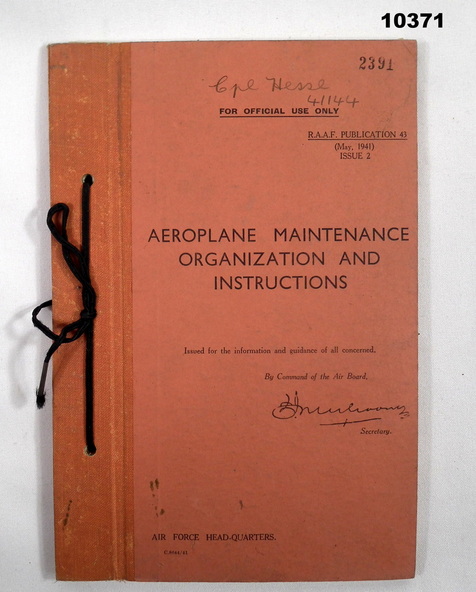 10371
2391
Cpl Hesse
41144
FOR OFFICIAL USE ONLY
R.A.A.F. PUBLICATION 43
(May, 1941)
ISSUE 2
AEROPLANE MAINTENANCE
ORGANIZATION AND
INSTRUCTIONS
Issued for the information and guidance of all concerned.
By Command of the Air Board,
Secretary.
AIR FORCE HEAD-QUARTERS.